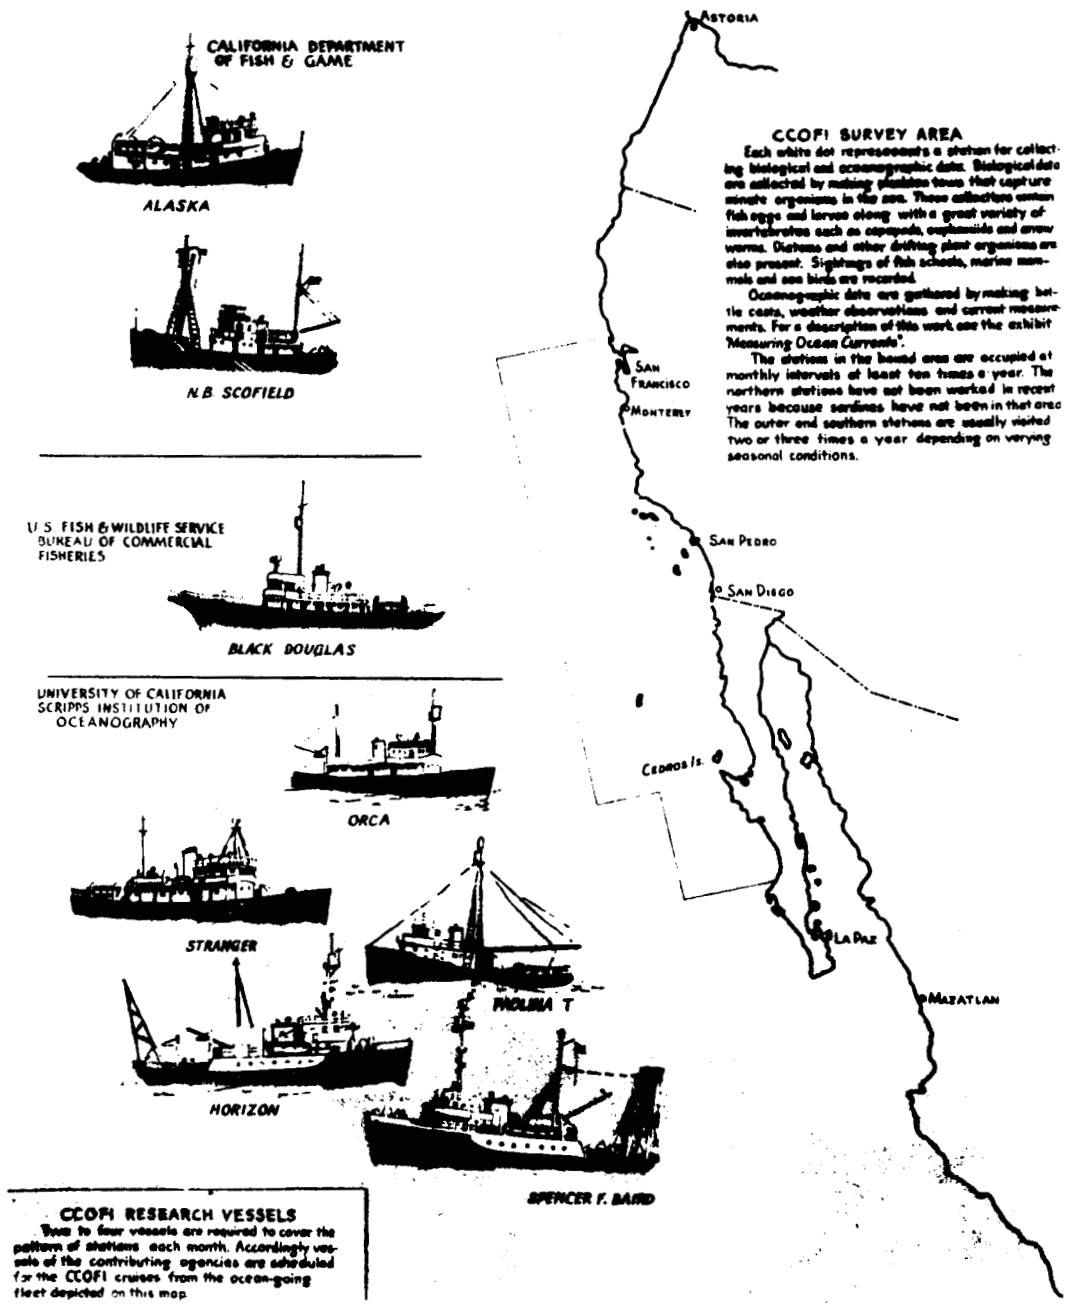 CALIFORNIA DEPARTMENT
OF FISH & GAME
ALASKA
N.B. SCOFIELD
U.S. FISH & WILDLIFE SERVICE
BUREAU OF COMMERCIAL
FISHERIES
BLACK DOUGLAS
UNIVERSITY OF CALIFORNIA
SCRIPPS INSTITUTION OF
OCEANOGRAPHY
ORCA
STRANGER
PAOLINA T
HORIZON
SPENCER F. BAIRD
CCOFI RESEARCH VESSELS
Two to four vessels are required to cover the
pattern of stations each month. Accordingly ves-
sels of the contributing agencies are scheduled
for the CCOFI cruises from the ocean-going
fleet depicted on this map
ASTORIA
CCOFI SURVEY AREA
Each white dot represents a station for collect-
ing biological and oceanographic data. Biological data
are collected by making plankton tows that capture
minute organisms in the sea. These collections contain
fish eggs and larvae along with a great variety of
invertebrates such as copepods, euphausiids and arrow
worms. Diatoms and other drifting plant organisms are
also present. Sightings of fish schools, marine mam-
mals and sea birds are recorded.
Oceanographic data are gathered by making bot-
tle casts, weather observations and current measure-
ments. For a description of this work see the exhibit
"Measuring Ocean Currents".
The stations in the boxed area are occupied at
monthly intervals at least ten times a year. The
northern stations have not been worked in recent
years because sardines have not been in that area
The outer and southern stations are usually visited
two or three times a year depending on varying
seasonal conditions.
SAN
FRANCISCO
MONTEREY
SAN PEDRO
SAN DIEGO
CEDROS IS.
LA PAZ
MAZATLAN